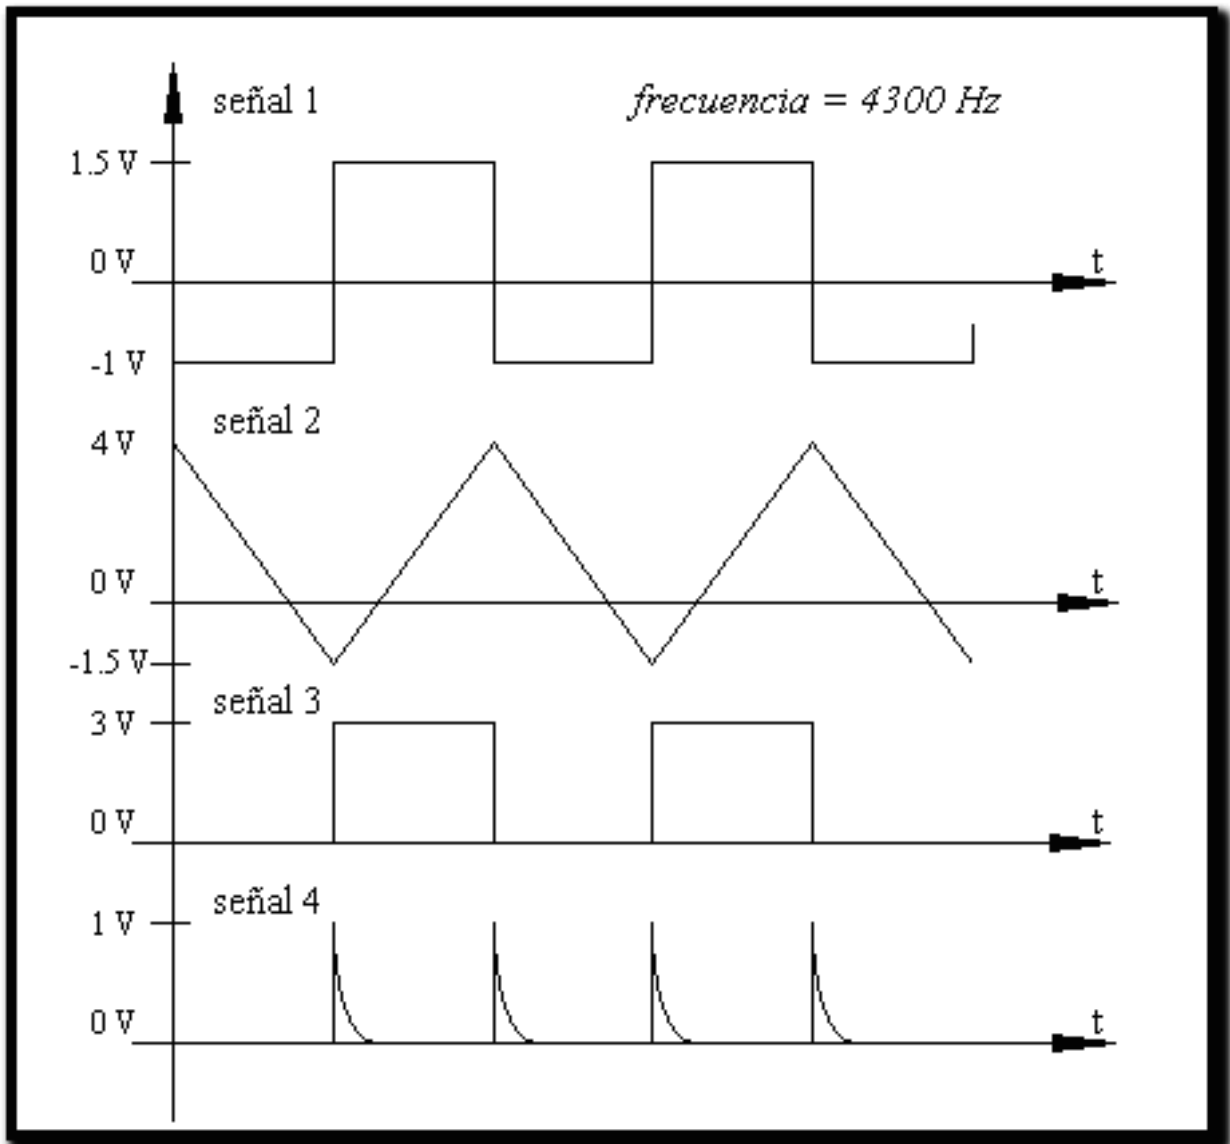 señal 1
frecuencia = 4300 Hz
1.5 V
0 V
t
-1 V
señal 2
4 V
0 V
t
-1.5 V
señal 3
3 V
0 V
t
señal 4
1 V
0 V
t